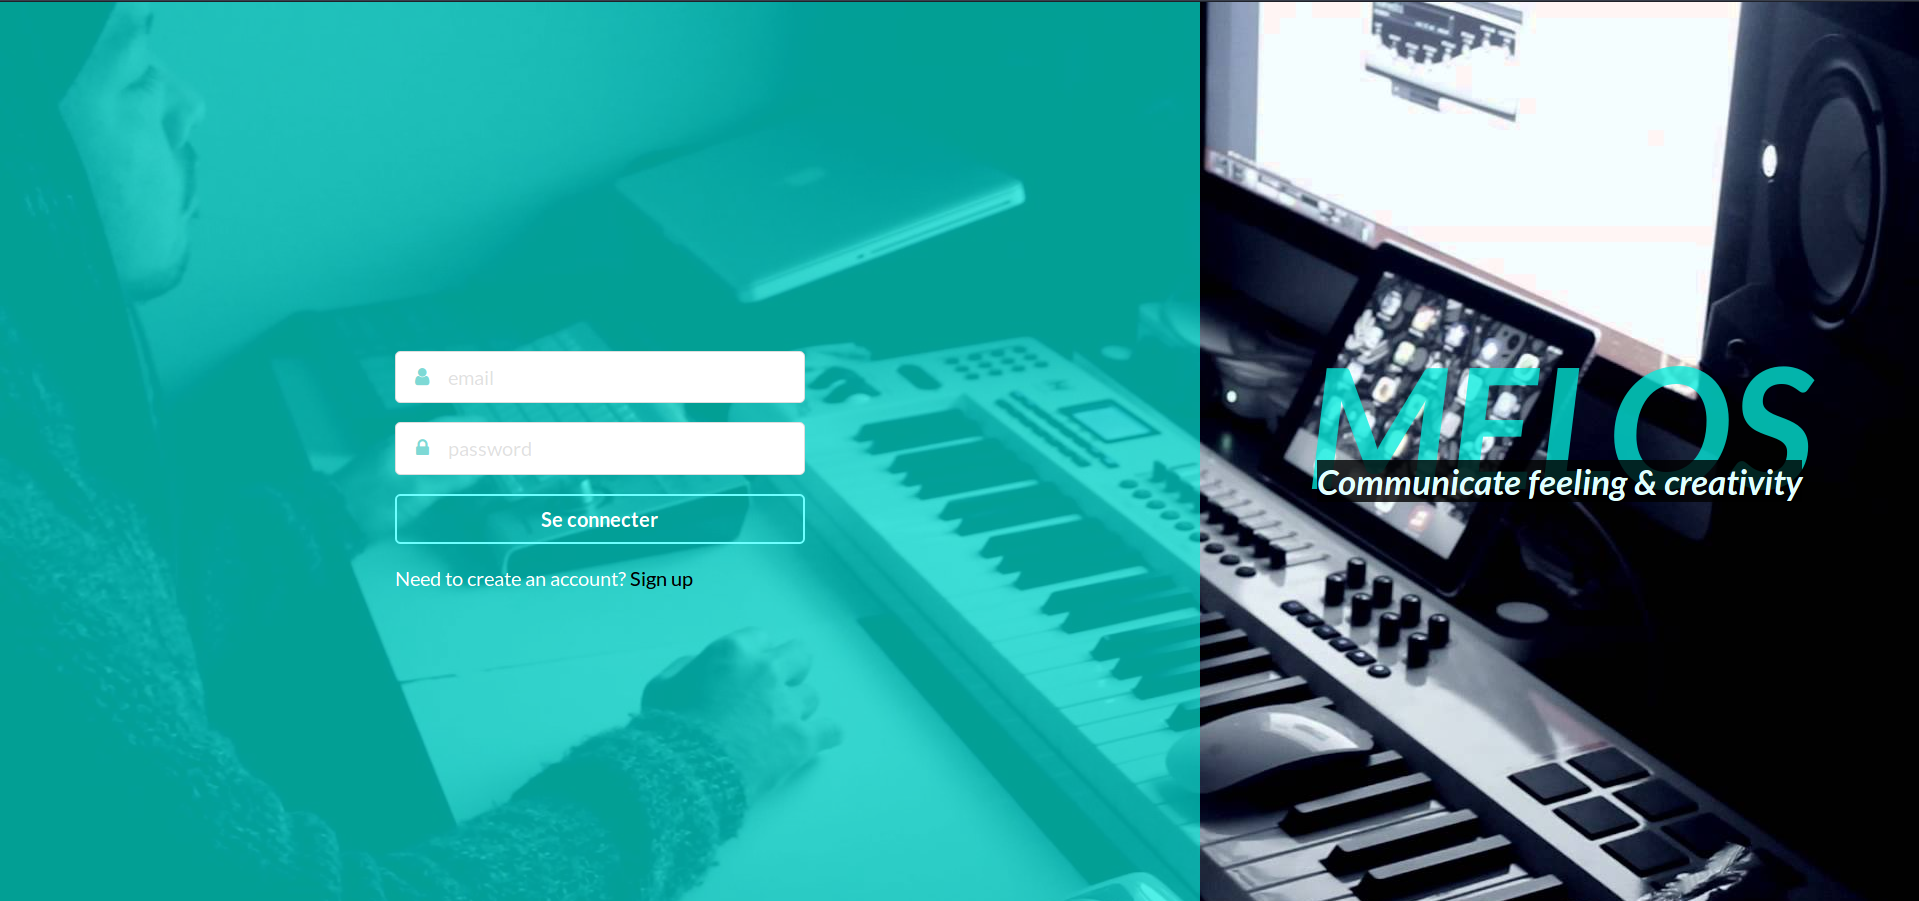 email
password
Se connecter
Need to create an account? Sign up
MELOS
Communicate feeling & creativity